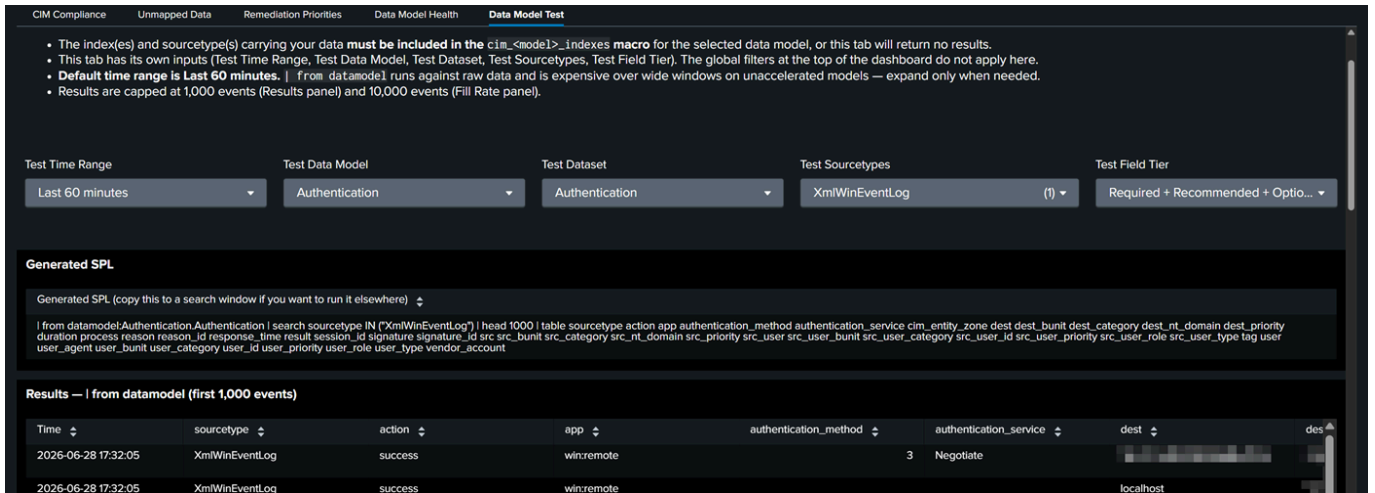 CIM Compliance Unmapped Data Remediation Priorities Data Model Health Data Model Test
• The index(es) and sourcetype(s) carrying your data must be included in the cim_<model>_indexes macro for the selected data model, or this tab will return no results.
• This tab has its own inputs (Test Time Range, Test Data Model, Test Dataset, Test Sourcetypes, Test Field Tier). The global filters at the top of the dashboard do not apply here.
• Default time range is Last 60 minutes. | from datamodel runs against raw data and is expensive over wide windows on unaccelerated models — expand only when needed.
• Results are capped at 1,000 events (Results panel) and 10,000 events (Fill Rate panel).
Test Time Range Test Data Model Test Dataset Test Sourcetypes Test Field Tier
Last 60 minutes Authentication Authentication XmlWinEventLog (1) Required + Recommended + Optio...
Generated SPL
Generated SPL (copy this to a search window if you want to run it elsewhere)
| from datamodel:Authentication.Authentication | search sourcetype IN ("XmlWinEventLog") | head 1000 | table sourcetype action app authentication_method authentication_service cim_entity_zone dest dest_bunit dest_category dest_nt_domain dest_priority
duration process reason reason_id response_time result session_id signature signature_id src src_bunit src_category src_nt_domain src_priority src_user src_user_bunit src_user_category src_user_id src_user_priority src_user_role src_user_type tag user
user_agent user_bunit user_category user_id user_priority user_role user_type vendor_account
Results — | from datamodel (first 1,000 events)
Time sourcetype action app authentication_method authentication_service dest des
2026-06-28 17:32:05 XmlWinEventLog success win:remote 3 Negotiate
2026-06-28 17:32:05 XmlWinEventLog success win:remote localhost